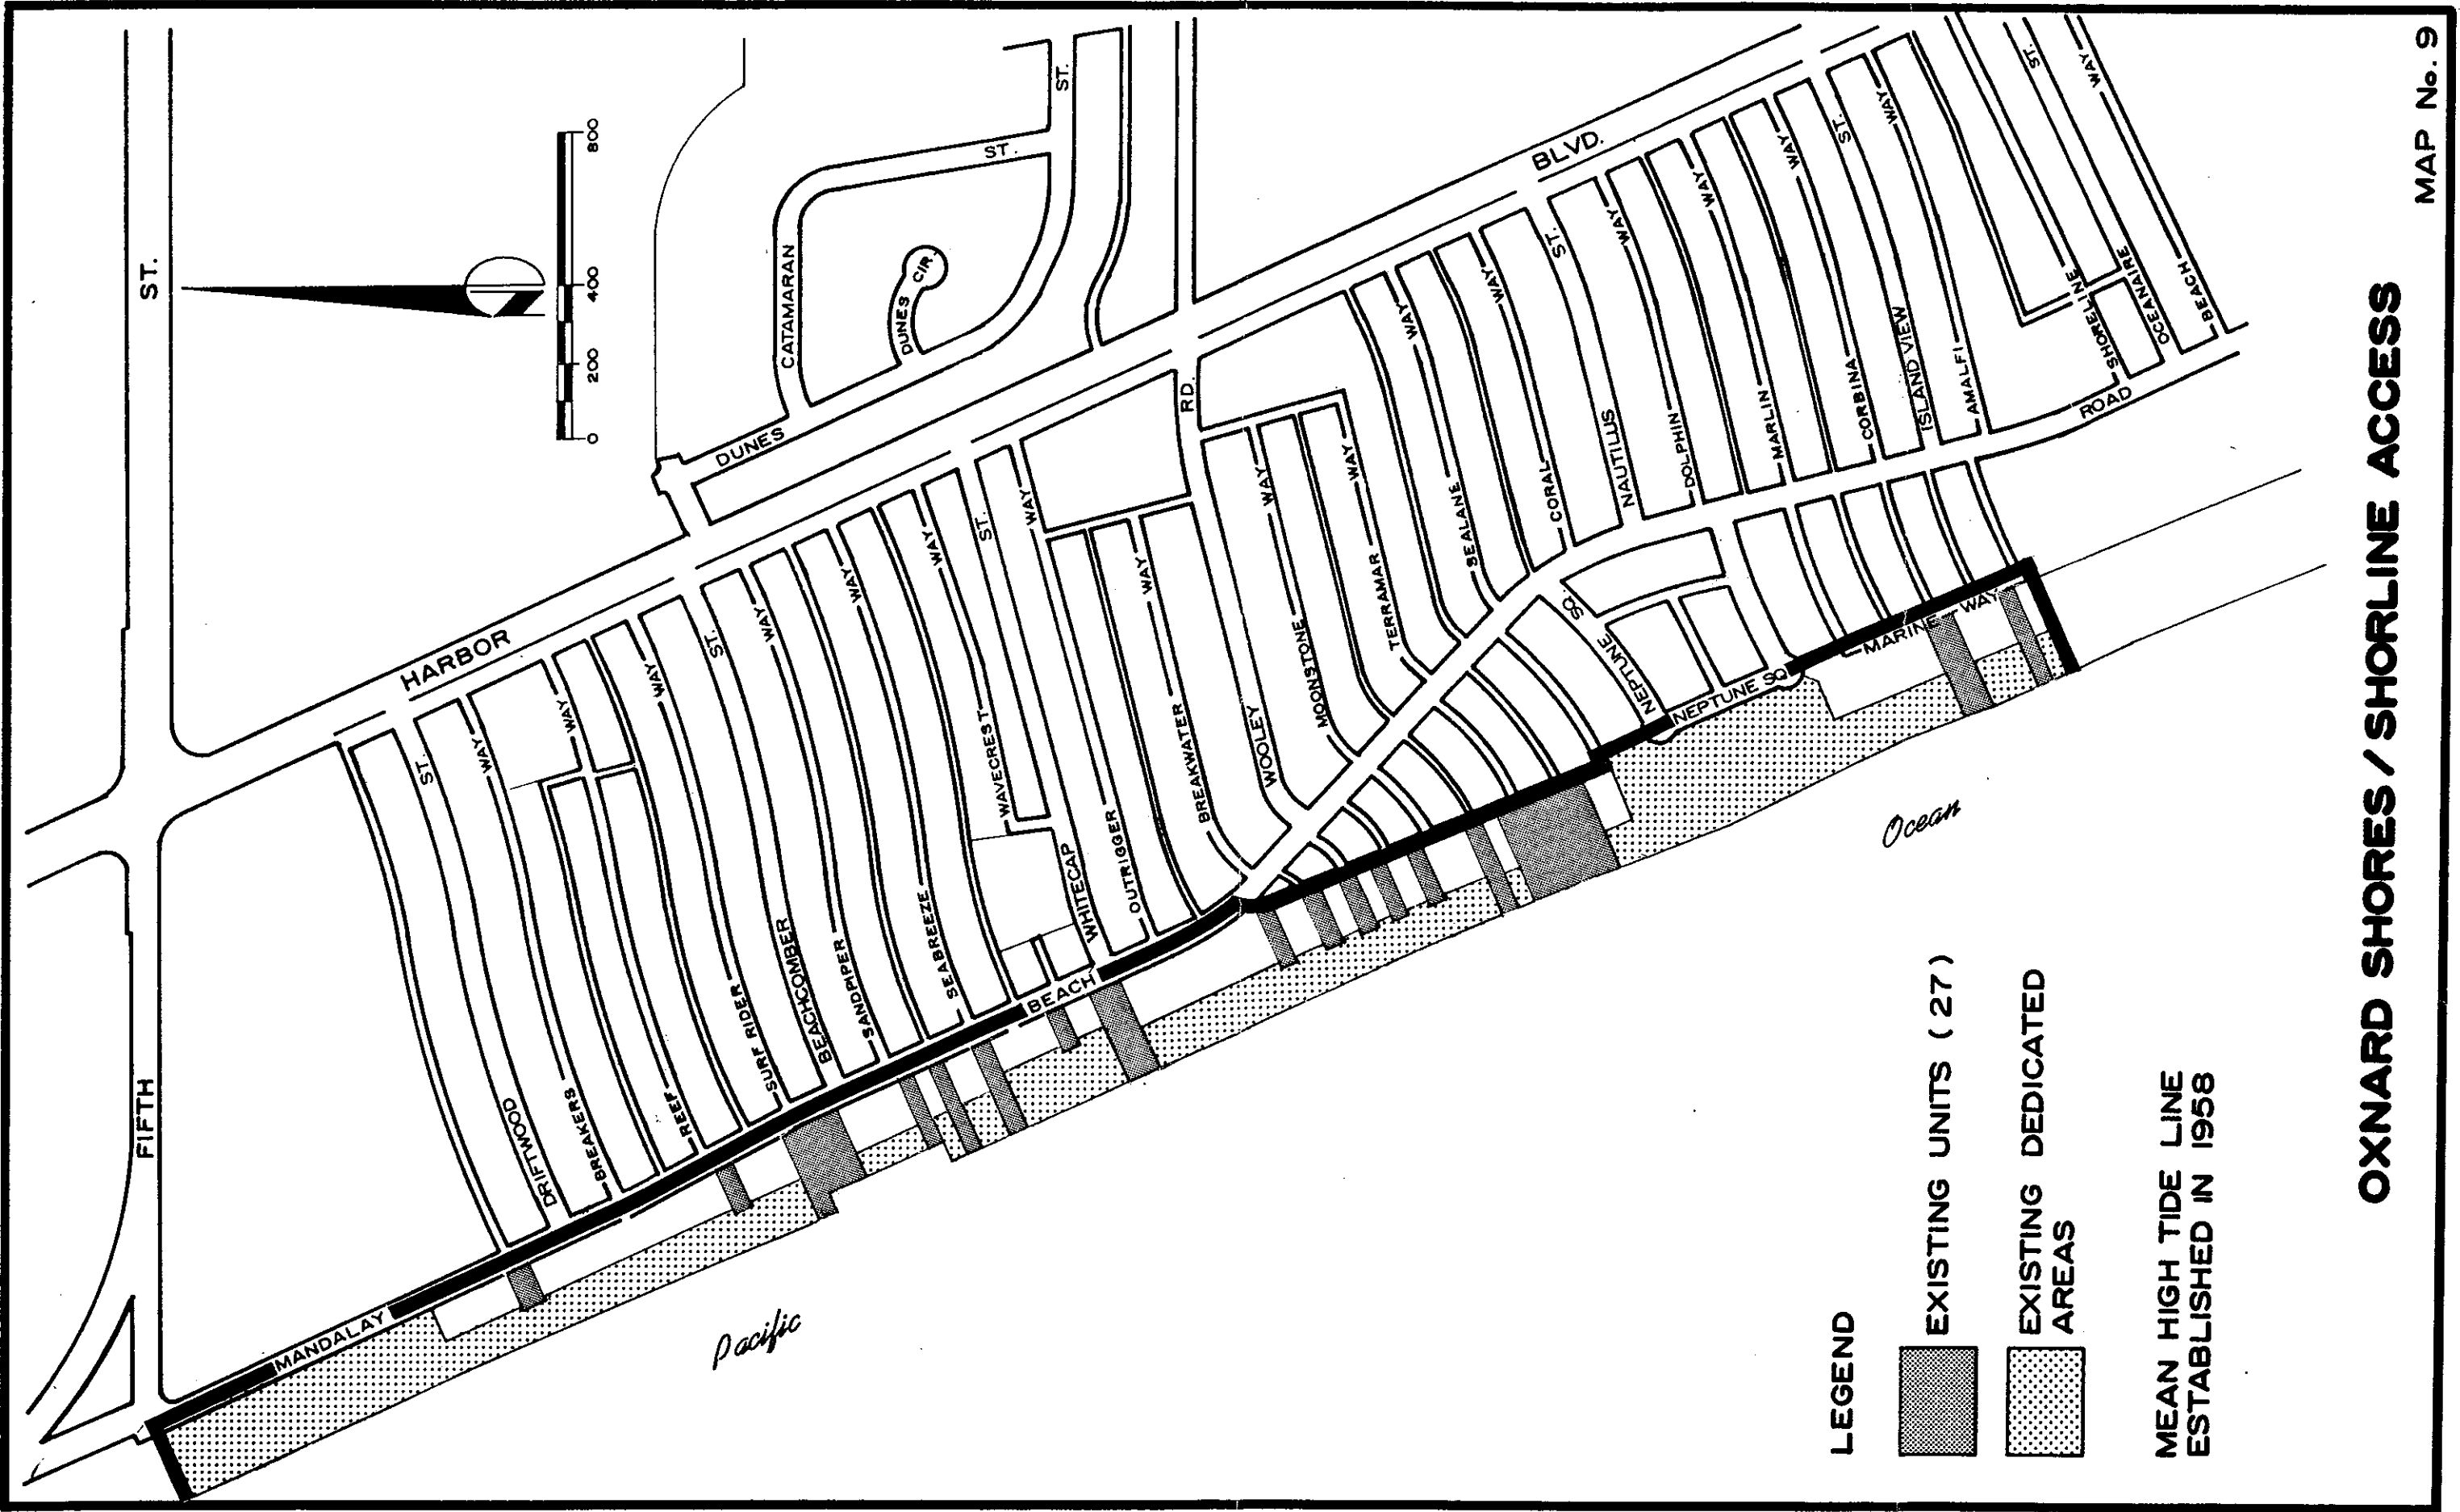 OXNARD SHORES / SHORLINE ACCESS
MAP No. 9
LEGEND
EXISTING UNITS (27)
EXISTING DEDICATED
AREAS
MEAN HIGH TIDE LINE
ESTABLISHED IN 1958
Pacific
Ocean
0 200 400 800
FIFTH ST.
HARBOR BLVD.
MANDALAY BEACH ROAD
DRIFTWOOD ST.
BREAKERS WAY
REEF WAY
SURF RIDER WAY
BEACHCOMBER ST.
SANDPIPER WAY
SEABREEZE WAY
WAVECREST WAY
WHITECAP ST.
OUTRIGGER WAY
BREAKWATER WAY
WOOLEY RD.
MOONSTONE WAY
TERRAMAR WAY
SEALANE WAY
CORAL WAY
NAUTILUS ST.
DOLPHIN WAY
MARLIN WAY
CORBINA WAY
ISLAND VIEW ST.
AMALFI WAY
SHORELINE
OCEANAIRE ST.
BEACH WAY
NEPTUNE SQ.
NEPTUNE SQ.
MARINE WAY
DUNES ST.
CATAMARAN ST.
DUNES CIR.